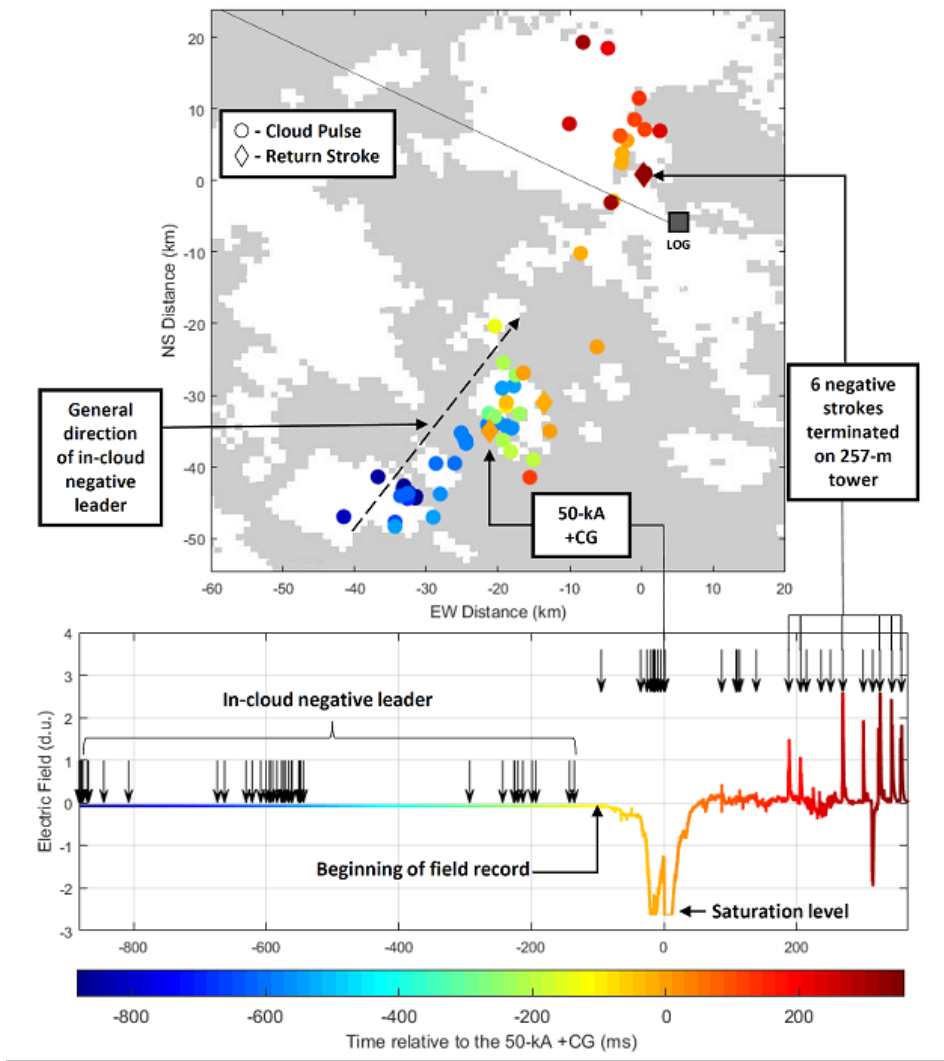 20
10
0
-10
-20
-30
-40
-50
NS Distance (km)
-60
-50
-40
-30
-20
-10
0
10
20
EW Distance (km)
○ - Cloud Pulse
◇ - Return Stroke
LOG
General
direction
of in-cloud
negative
leader
50-kA
+CG
6 negative
strokes
terminated
on 257-m
tower
4
3
2
1
0
-1
-2
-3
Electric Field (d.u.)
In-cloud negative leader
Beginning of field record
Saturation level
-800
-600
-400
-200
0
200
-800
-600
-400
-200
0
200
Time relative to the 50-kA +CG (ms)